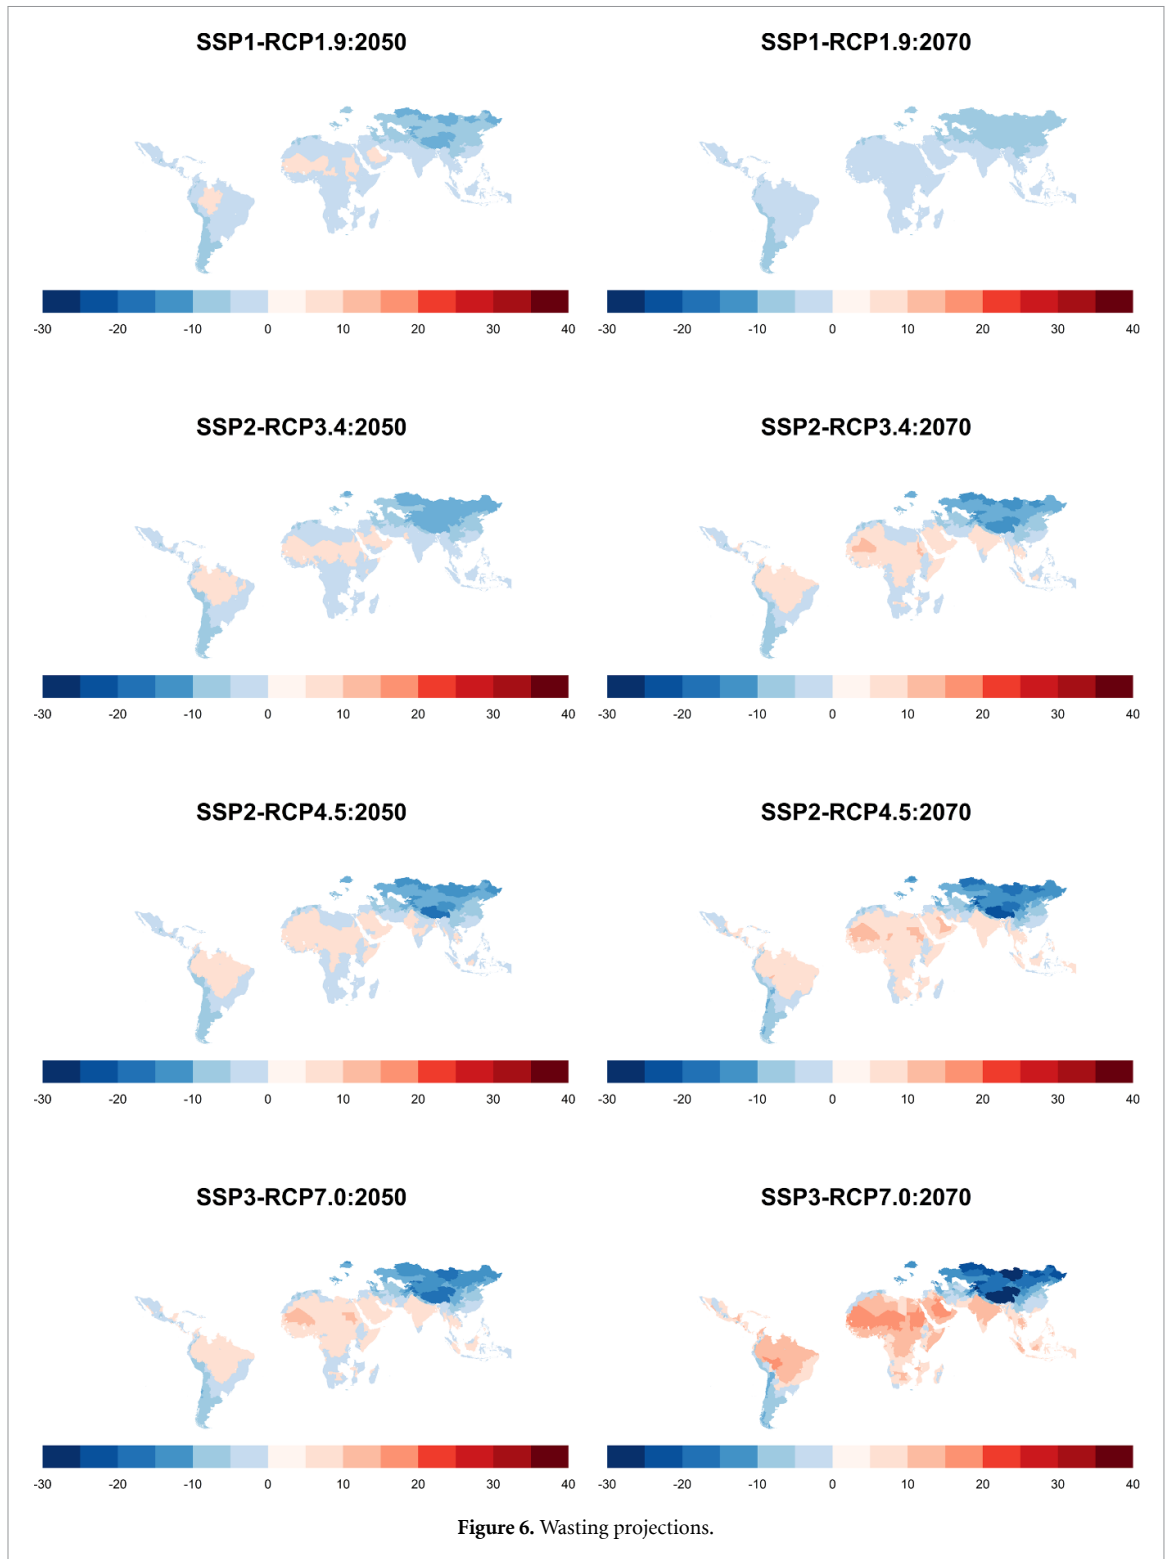 SSP1-RCP1.9:2050
SSP1-RCP1.9:2070
-30 -20 -10 0 10 20 30 40
-30 -20 -10 0 10 20 30 40
SSP2-RCP3.4:2050
SSP2-RCP3.4:2070
-30 -20 -10 0 10 20 30 40
-30 -20 -10 0 10 20 30 40
SSP2-RCP4.5:2050
SSP2-RCP4.5:2070
-30 -20 -10 0 10 20 30 40
-30 -20 -10 0 10 20 30 40
SSP3-RCP7.0:2050
SSP3-RCP7.0:2070
-30 -20 -10 0 10 20 30 40
-30 -20 -10 0 10 20 30 40
Figure 6. Wasting projections.